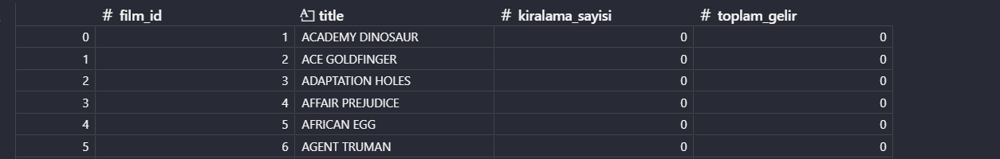 # film_id title # kiralama_sayisi # toplam_gelir
0 1 ACADEMY DINOSAUR 0 0
1 2 ACE GOLDFINGER 0 0
2 3 ADAPTATION HOLES 0 0
3 4 AFFAIR PREJUDICE 0 0
4 5 AFRICAN EGG 0 0
5 6 AGENT TRUMAN 0 0